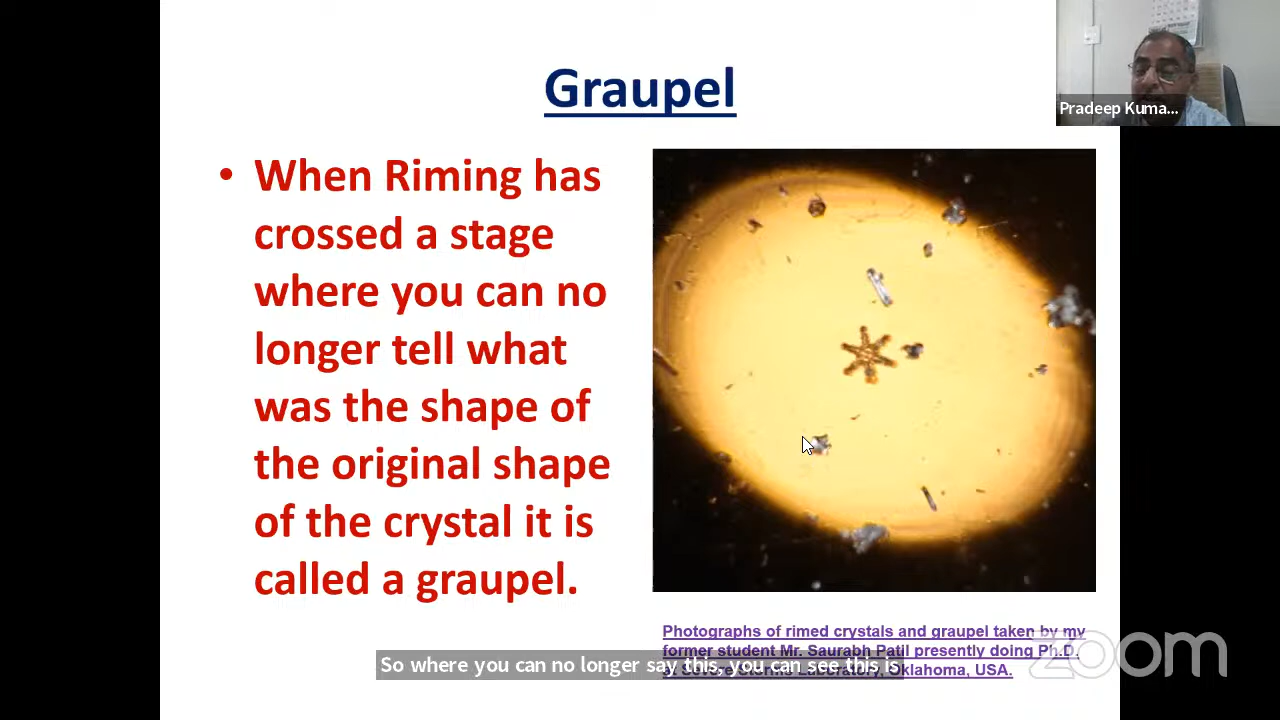 Graupel
Pradeep Kuma...
• When Riming has
crossed a stage
where you can no
longer tell what
was the shape of
the original shape
of the crystal it is
called a graupel.
Photographs of rimed crystals and graupel taken by my
former student Mr. Saurabh Patil presently doing Ph.D.
at Severe Storms Laboratory, Oklahoma, USA.
So where you can no longer say this, you can see this is
zoom